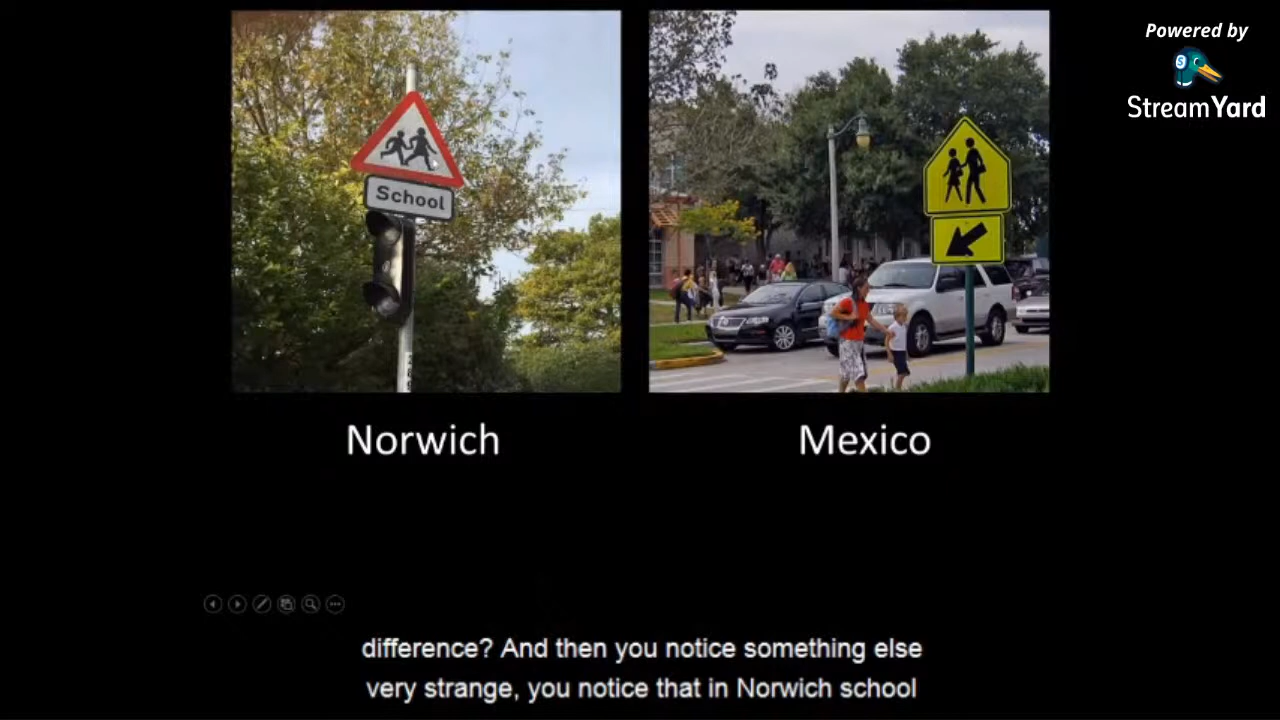 Powered by
StreamYard
School
Norwich
Mexico
difference? And then you notice something else
very strange, you notice that in Norwich school